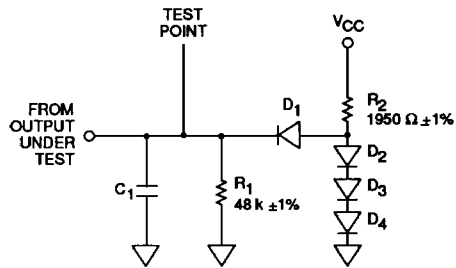 TEST
POINT
VCC
FROM
OUTPUT
UNDER
TEST
D1
R2
1950 Ω ±1%
D2
C1
R1
48 k ±1%
D3
D4